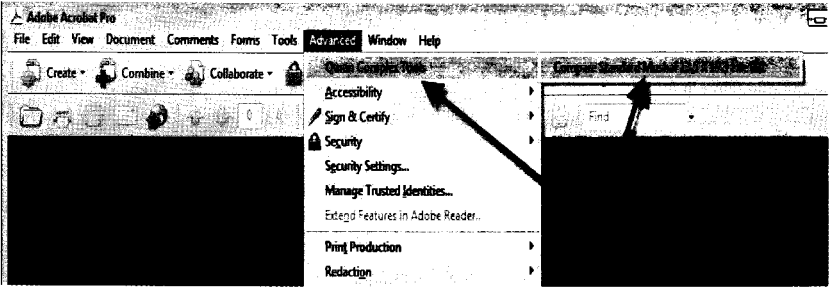 Adobe Acrobat Pro
File Edit View Document Comments Forms Tools Advanced Window Help
Create Combine Collaborate
Accessibility
Sign & Certify
Find
Security
Security Settings...
Manage Trusted Identities...
Extend Features in Adobe Reader...
Print Production
Redaction